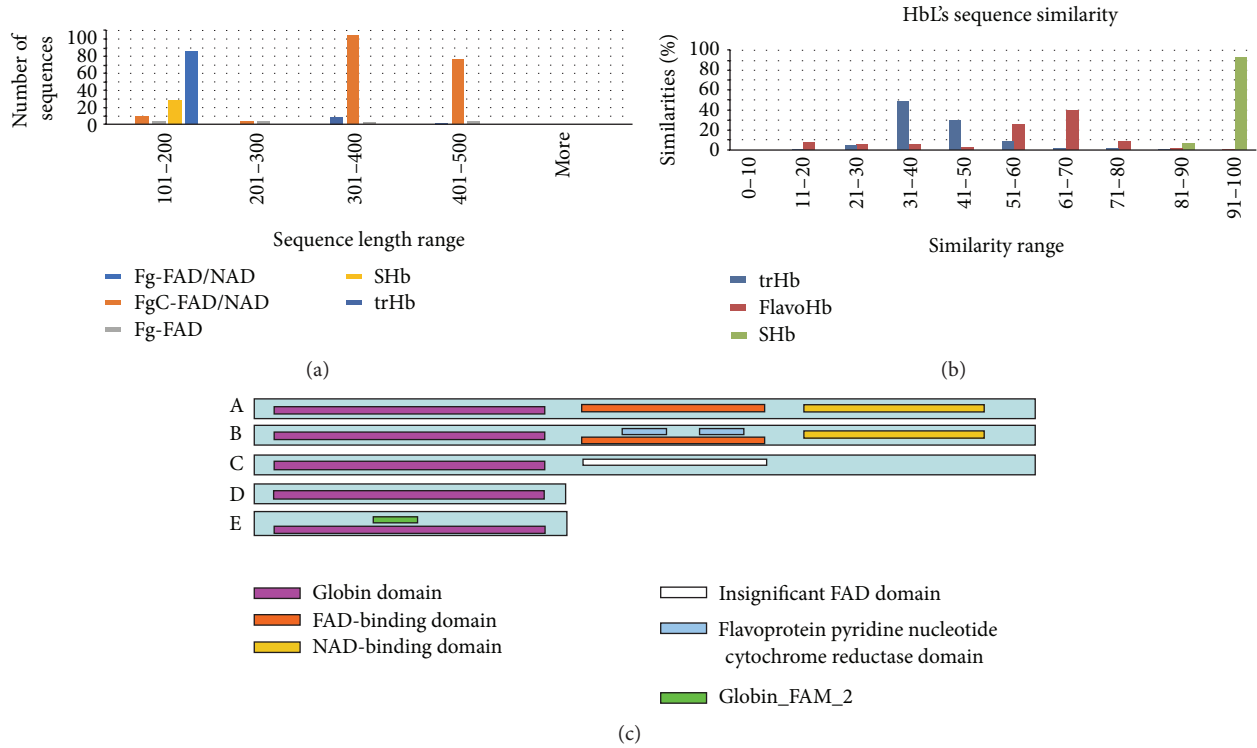 Number of
sequences
100
80
60
40
20
0
101–200
201–300
301–400
401–500
More
Sequence length range
Fg-FAD/NAD
FgC-FAD/NAD
Fg-FAD
SHb
trHb
(a)
HbL's sequence similarity
Similarities (%)
100
80
60
40
20
0
0–10
11–20
21–30
31–40
41–50
51–60
61–70
71–80
81–90
91–100
Similarity range
trHb
FlavoHb
SHb
(b)
A
B
C
D
E
Globin domain
FAD-binding domain
NAD-binding domain
Insignificant FAD domain
Flavoprotein pyridine nucleotide
cytochrome reductase domain
Globin_FAM_2
(c)